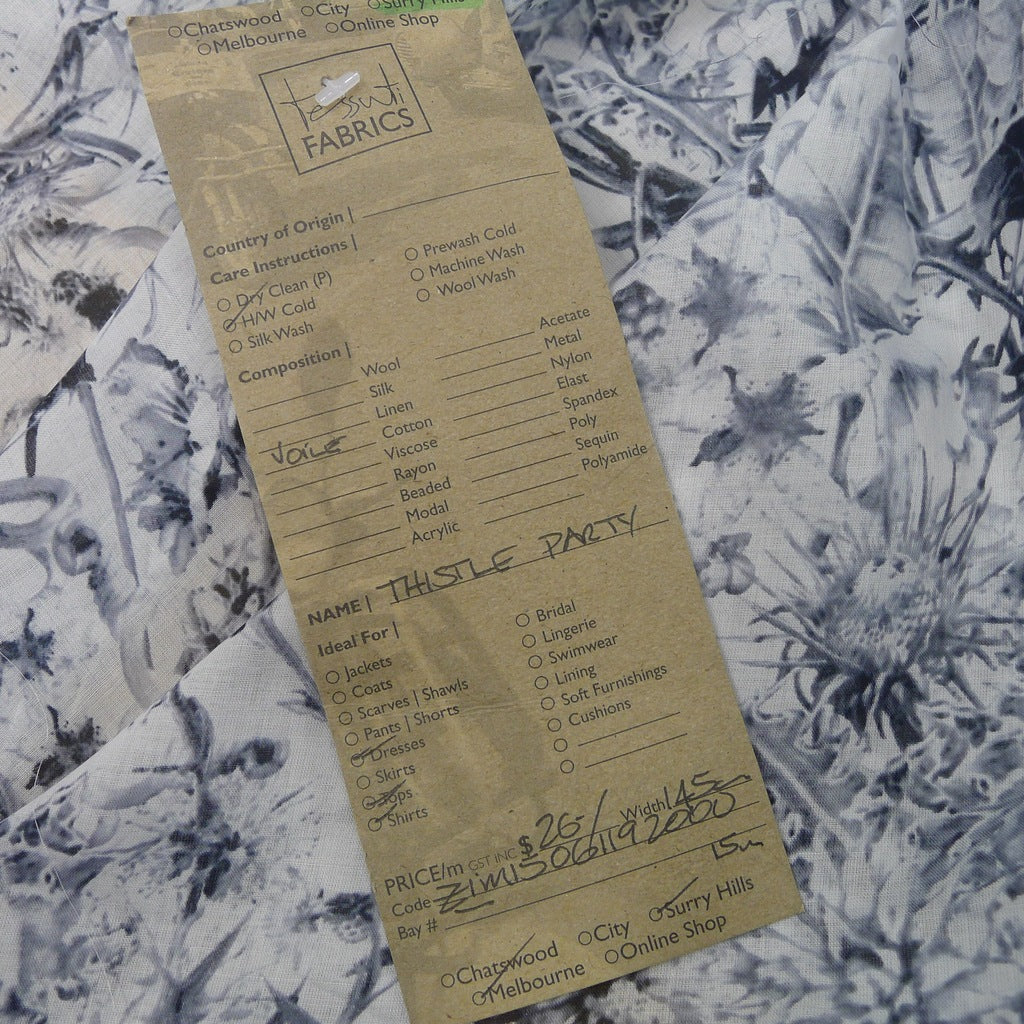 Chatswood City Surry Hills
Melbourne Online Shop
tessuti
FABRICS
Country of Origin |
Care Instructions |
Dry Clean (P) Prewash Cold
H/W Cold Machine Wash
Silk Wash Wool Wash
Composition |
Wool Acetate
Silk Metal
Linen Nylon
voile Cotton Elast
Viscose Spandex
Rayon Poly
Beaded Sequin
Modal Polyamide
Acrylic
NAME | THISTLE PARTY
Ideal For |
Jackets Bridal
Coats Lingerie
Scarves | Shawls Swimwear
Pants | Shorts Lining
Dresses Soft Furnishings
Skirts Cushions
Tops
Shirts
PRICE/m GST INC $ 26-/ Width 145
Code
Bay # 15m
Chatswood City Surry Hills
Melbourne Online Shop